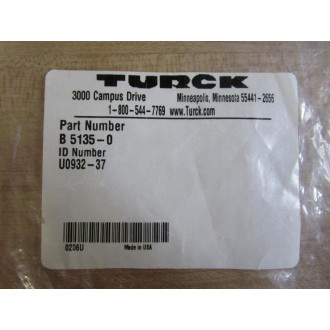 TURCK
3000 Campus Drive Minneapolis, Minnesota 55441-2656
1-800-544-7769 www.Turck.com
Part Number
B 5135-0
ID Number
U0932-37
0206U Made in USA